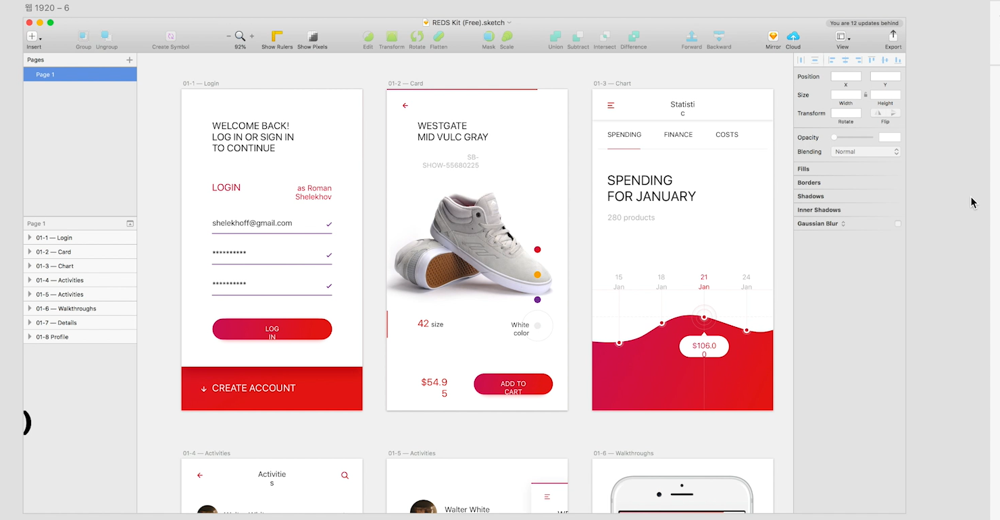 웹 1920 – 6
REDS Kit (Free).sketch
You are 12 updates behind
Insert
Group
Ungroup
Create Symbol
92%
Show Rulers
Show Pixels
Edit
Transform
Rotate
Flatten
Mask
Scale
Union
Subtract
Intersect
Difference
Forward
Backward
Mirror
Cloud
View
Export
Pages
Page 1
Page 1
01-1 — Login
01-2 — Card
01-3 — Chart
01-4 — Activities
01-5 — Activities
01-6 — Walkthroughs
01-7 — Details
01-8 Profile
01-1 — Login
WELCOME BACK!
LOG IN OR SIGN IN
TO CONTINUE
LOGIN
as Roman
Shelekhov
shelekhoff@gmail.com
**********
**********
LOG
IN
CREATE ACCOUNT
01-2 — Card
WESTGATE
MID VULC GRAY
SB-
SHOW-55680225
42 size
White
color
$54.9
5
ADD TO
CART
01-3 — Chart
Statisti
c
SPENDING
FINANCE
COSTS
SPENDING
FOR JANUARY
280 products
15
Jan
18
Jan
21
Jan
24
Jan
$106.0
0
01-4 — Activities
Activitie
s
01-5 — Activities
Walter White
01-6 — Walkthroughs
Position
X
Y
Size
Width
Height
Transform
Rotate
Flip
Opacity
Blending
Normal
Fills
Borders
Shadows
Inner Shadows
Gaussian Blur